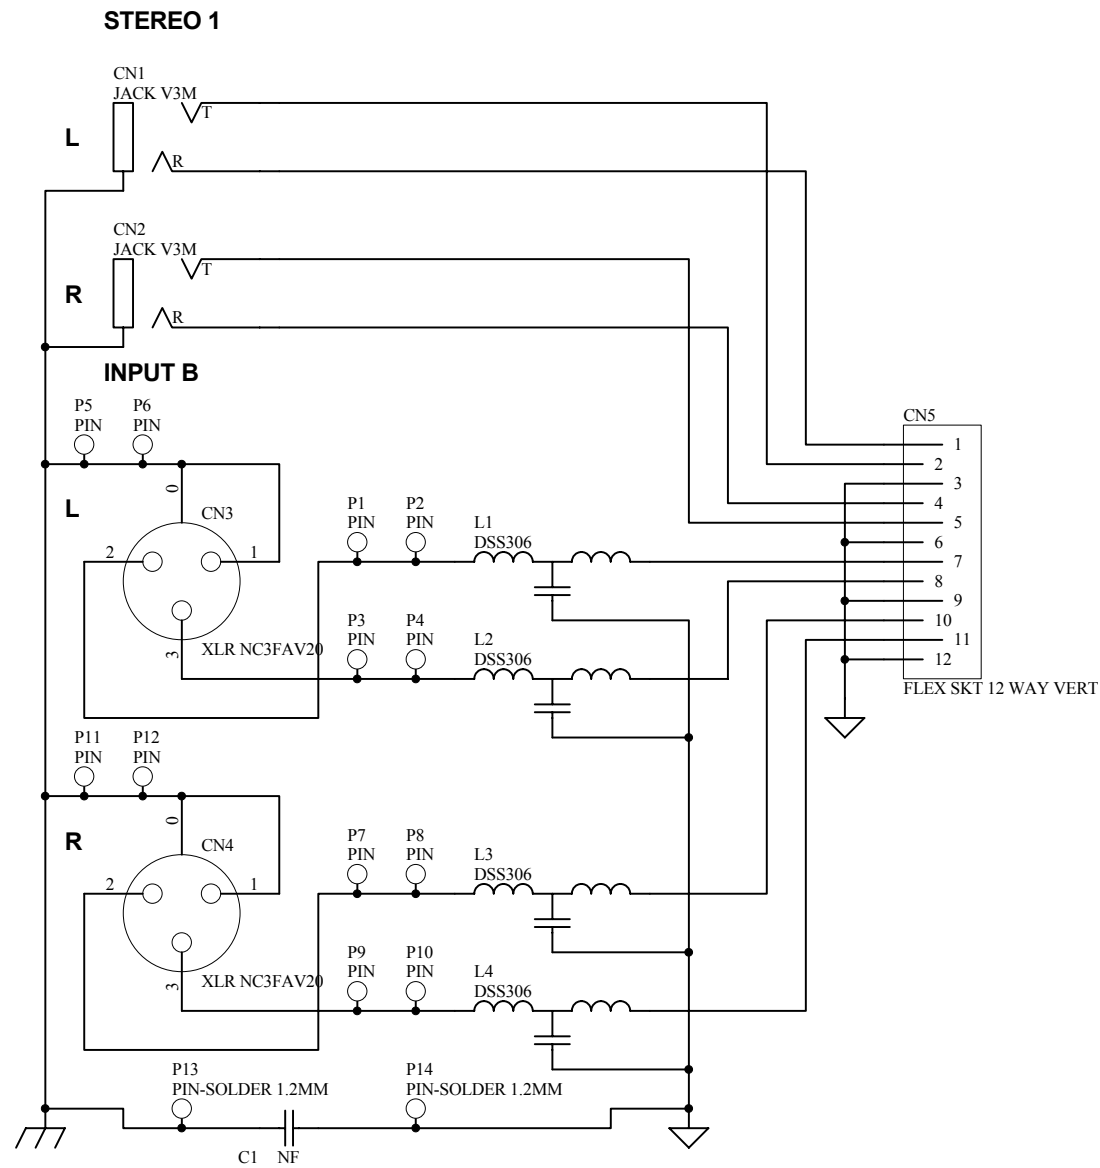 STEREO 1
CN1
JACK V3M
T
L
R
CN2
JACK V3M
T
R
R
INPUT B
P5
PIN
P6
PIN
0
L
CN3
2
1
3
XLR NC3FAV20
P1
PIN
P2
PIN
L1
DSS306
P3
PIN
P4
PIN
L2
DSS306
CN5
1
2
3
4
5
6
7
8
9
10
11
12
FLEX SKT 12 WAY VERT
P11
PIN
P12
PIN
0
R
CN4
2
1
3
XLR NC3FAV20
P7
PIN
P8
PIN
L3
DSS306
P9
PIN
P10
PIN
L4
DSS306
P13
PIN-SOLDER 1.2MM
P14
PIN-SOLDER 1.2MM
C1 NF